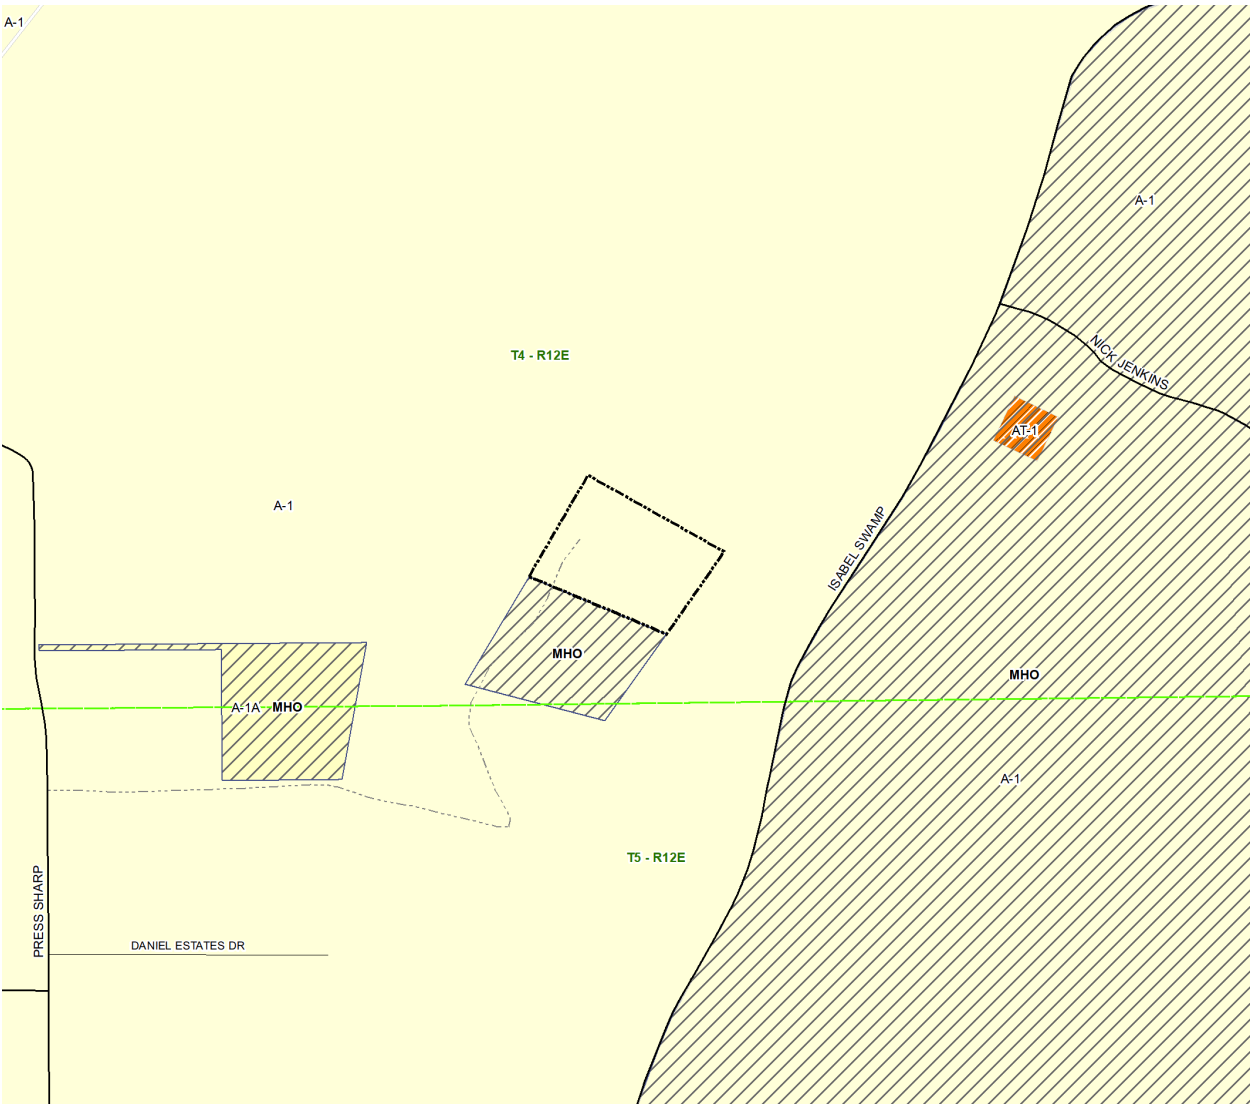 A-1
A-1
NICK JENKINS
T4 - R12E
AT-1
A-1
ISABEL SWAMP
MHO
MHO
A-1A MHO
A-1
T5 - R12E
PRESS SHARP
DANIEL ESTATES DR